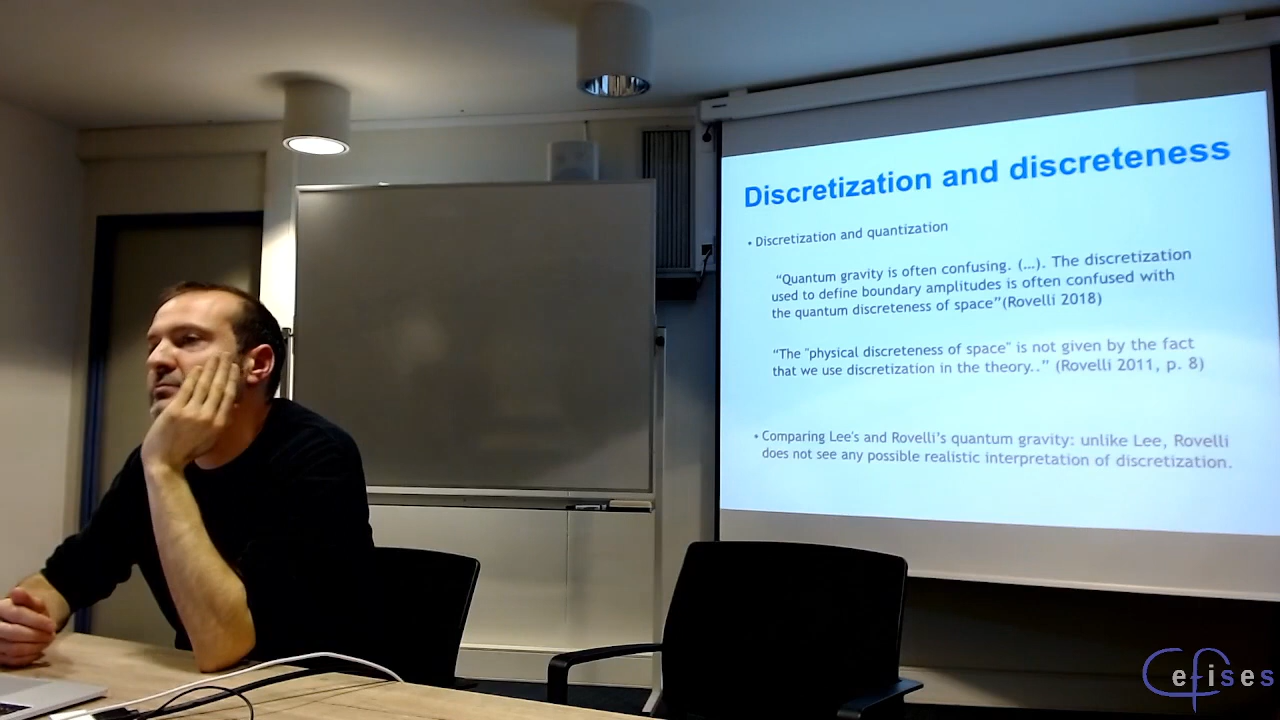 Discretization and discreteness
• Discretization and quantization
“Quantum gravity is often confusing. (…). The discretization
used to define boundary amplitudes is often confused with
the quantum discreteness of space”(Rovelli 2018)
“The "physical discreteness of space" is not given by the fact
that we use discretization in the theory..” (Rovelli 2011, p. 8)
• Comparing Lee's and Rovelli’s quantum gravity: unlike Lee, Rovelli
does not see any possible realistic interpretation of discretization.
Cefises